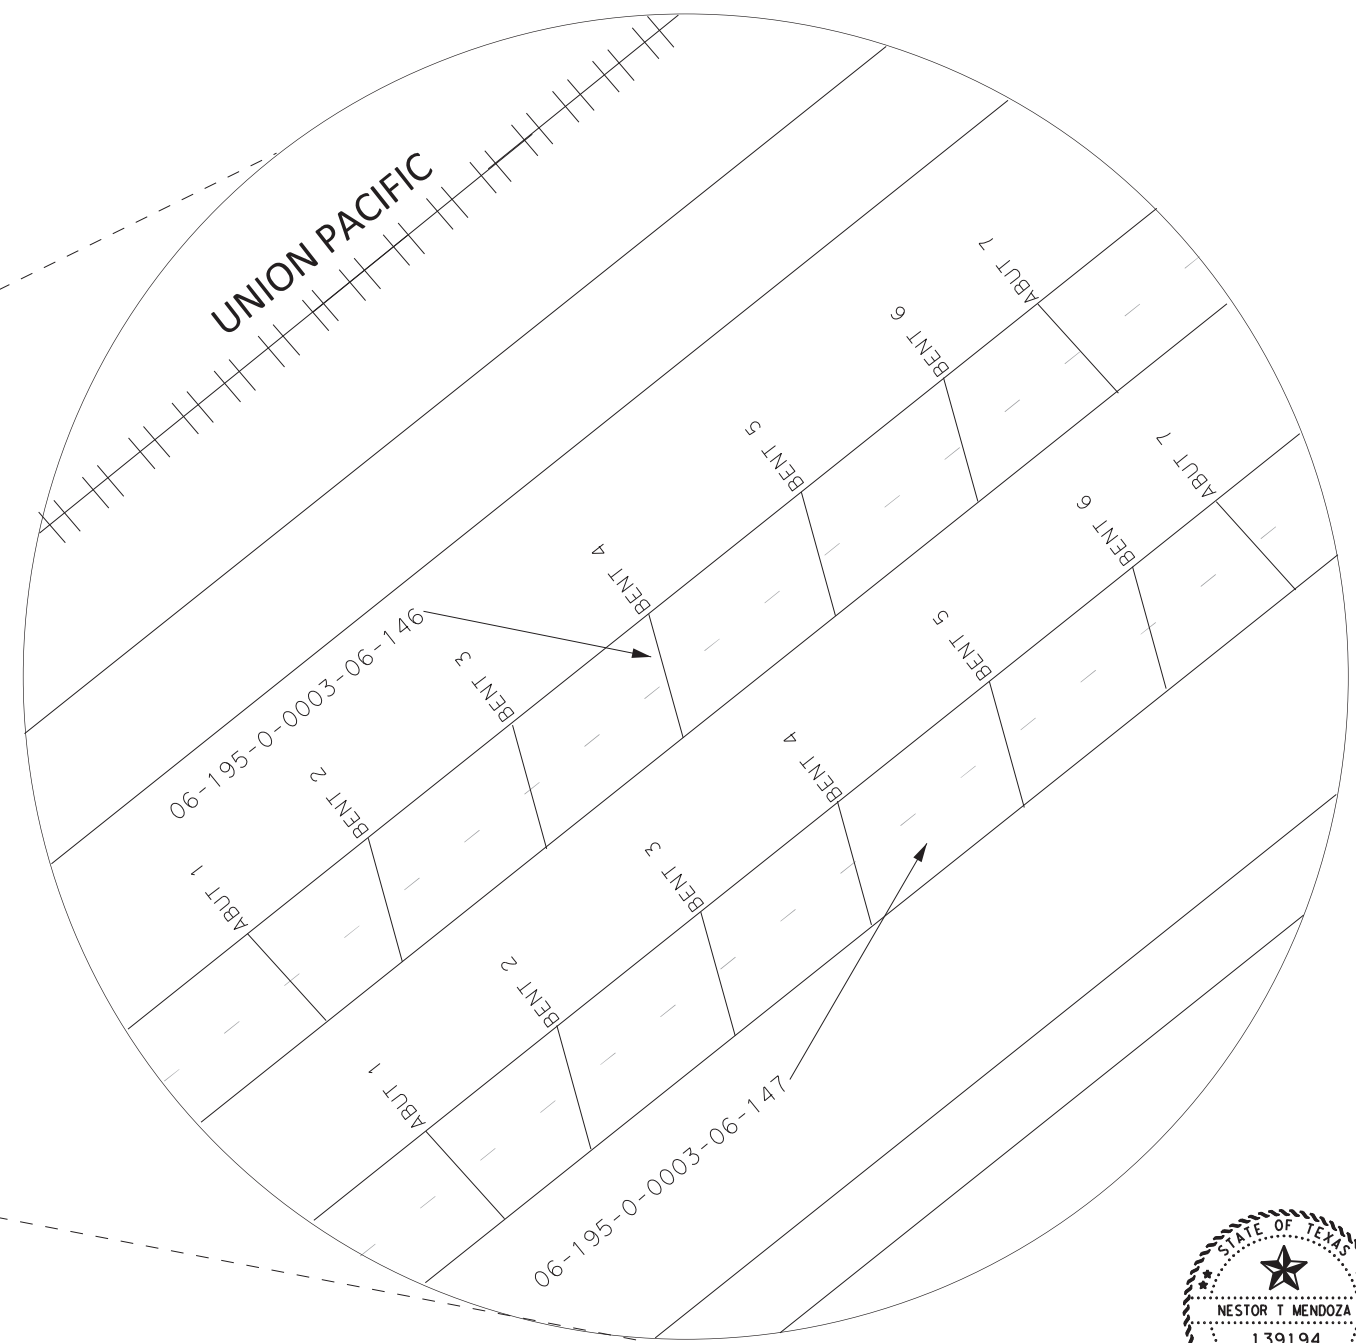 UNION PACIFIC
ABUT 7
BENT 6
BENT 5
BENT 4
BENT 3
BENT 2
ABUT 1
06-195-0-0003-06-146
ABUT 7
BENT 6
BENT 5
BENT 4
BENT 3
BENT 2
ABUT 1
06-195-0-0003-06-147
STATE OF TEXAS
NESTOR T MENDOZA
139194